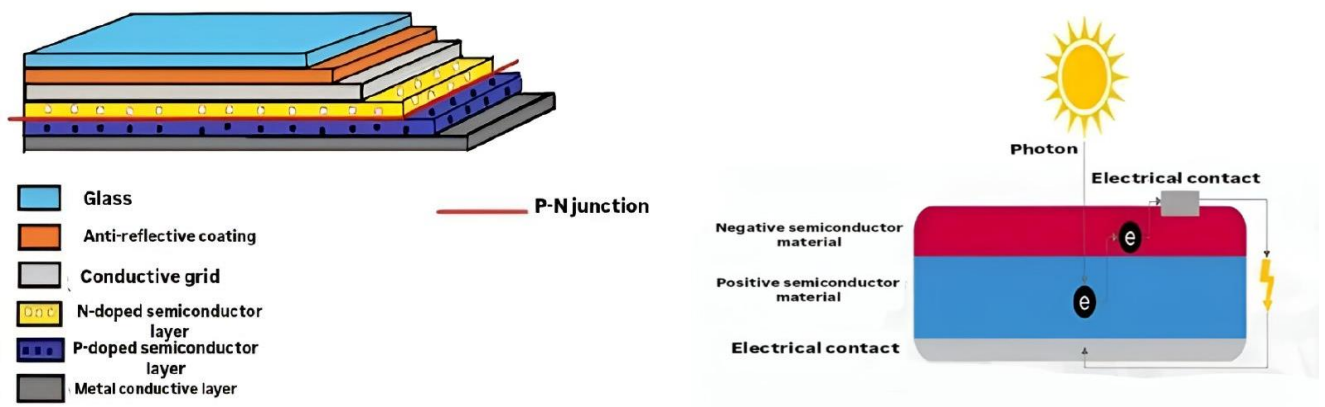 Glass
Anti-reflective coating
Conductive grid
N-doped semiconductor
layer
P-doped semiconductor
layer
Metal conductive layer
P-N junction
Photon
Electrical contact
Negative semiconductor
material
e
Positive semiconductor
material
e
Electrical contact